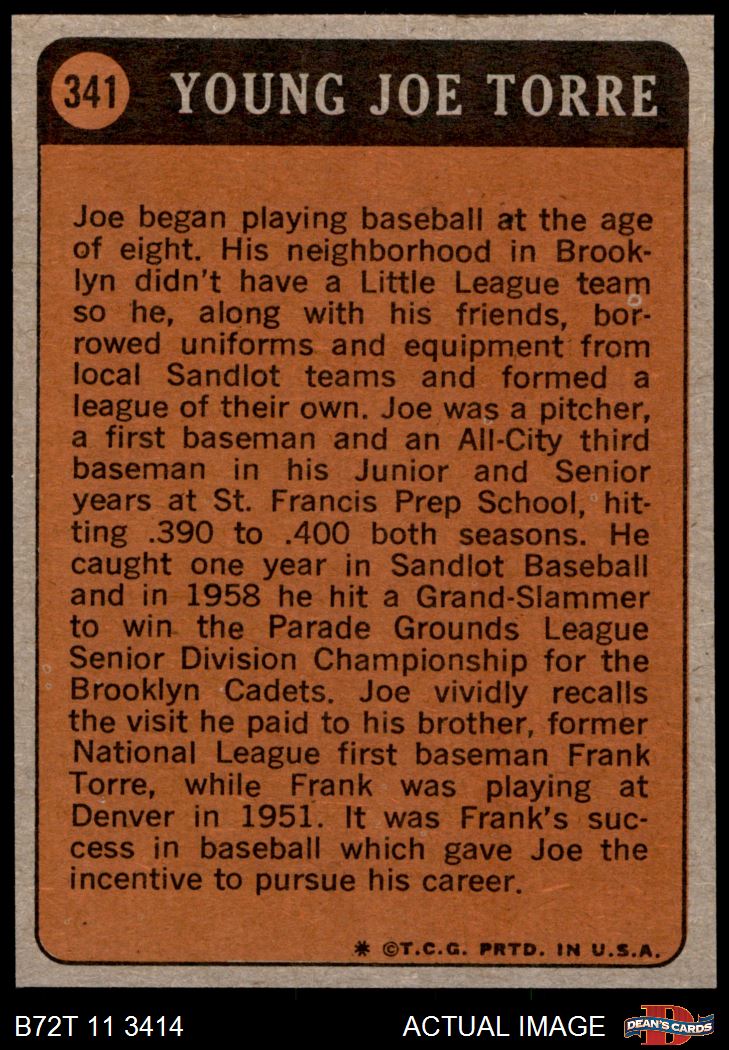 341 YOUNG JOE TORRE
Joe began playing baseball at the age
of eight. His neighborhood in Brook-
lyn didn't have a Little League team
so he, along with his friends, bor-
rowed uniforms and equipment from
local Sandlot teams and formed a
league of their own. Joe was a pitcher,
a first baseman and an All-City third
baseman in his Junior and Senior
years at St. Francis Prep School, hit-
ting .390 to .400 both seasons. He
caught one year in Sandlot Baseball
and in 1958 he hit a Grand-Slammer
to win the Parade Grounds League
Senior Division Championship for the
Brooklyn Cadets. Joe vividly recalls
the visit he paid to his brother, former
National League first baseman Frank
Torre, while Frank was playing at
Denver in 1951. It was Frank's suc-
cess in baseball which gave Joe the
incentive to pursue his career.
* ©T.C.G. PRTD. IN U.S.A.
B72T 11 3414 ACTUAL IMAGE D DEAN'S CARDS